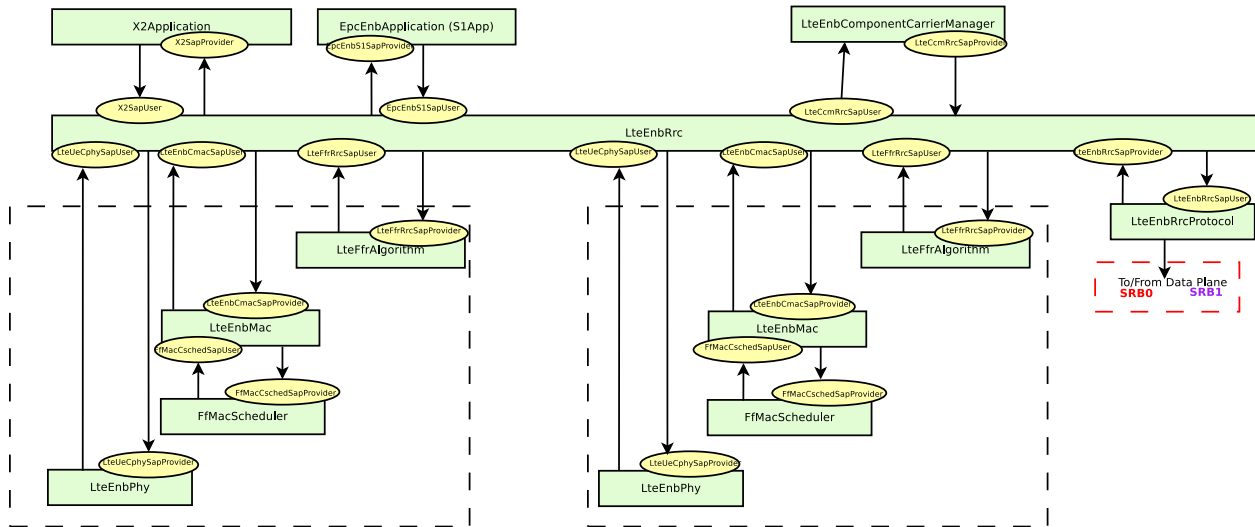 X2Application
EpcEnbApplication (S1App)
LteEnbComponentCarrierManager
X2SapProvider
EpcEnbS1SapProvider
LteCcmRrcSapProvider
X2SapUser
EpcEnbS1SapUser
LteCcmRrcSapUser
LteEnbRrc
LteUeCphySapUser
LteEnbCmacSapUser
LteFfrRrcSapUser
LteUeCphySapUser
LteEnbCmacSapUser
LteFfrRrcSapUser
LteEnbRrcSapProvider
LteEnbRrcSapUser
LteEnbRrcProtocol
LteFfrRrcSapProvider
LteFfrAlgorithm
LteFfrRrcSapProvider
LteFfrAlgorithm
To/From Data Plane
SRB0
SRB1
LteEnbCmacSapProvider
LteEnbMac
FfMacCschedSapUser
FfMacCschedSapProvider
FfMacScheduler
LteUeCphySapProvider
LteEnbPhy
LteEnbCmacSapProvider
LteEnbMac
FfMacCschedSapUser
FfMacCschedSapProvider
FfMacScheduler
LteUeCphySapProvider
LteEnbPhy